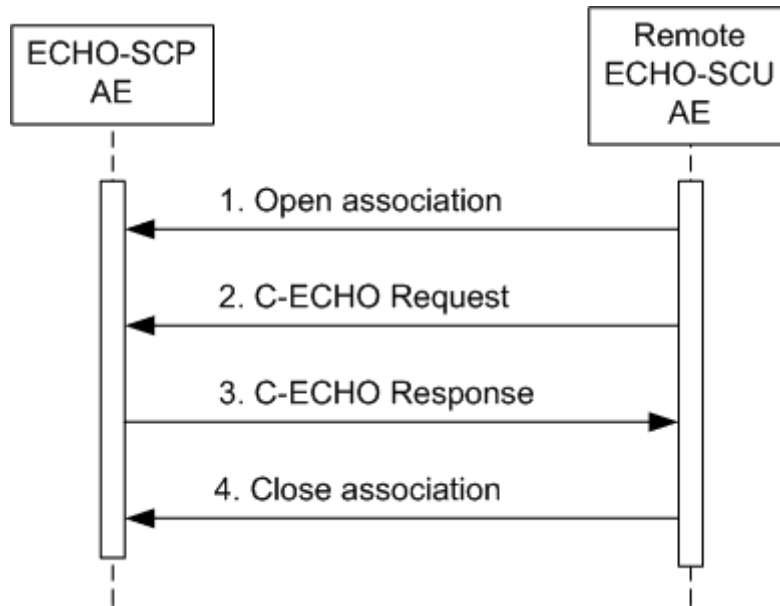 ECHO-SCP
AE
Remote
ECHO-SCU
AE
1. Open association
2. C-ECHO Request
3. C-ECHO Response
4. Close association